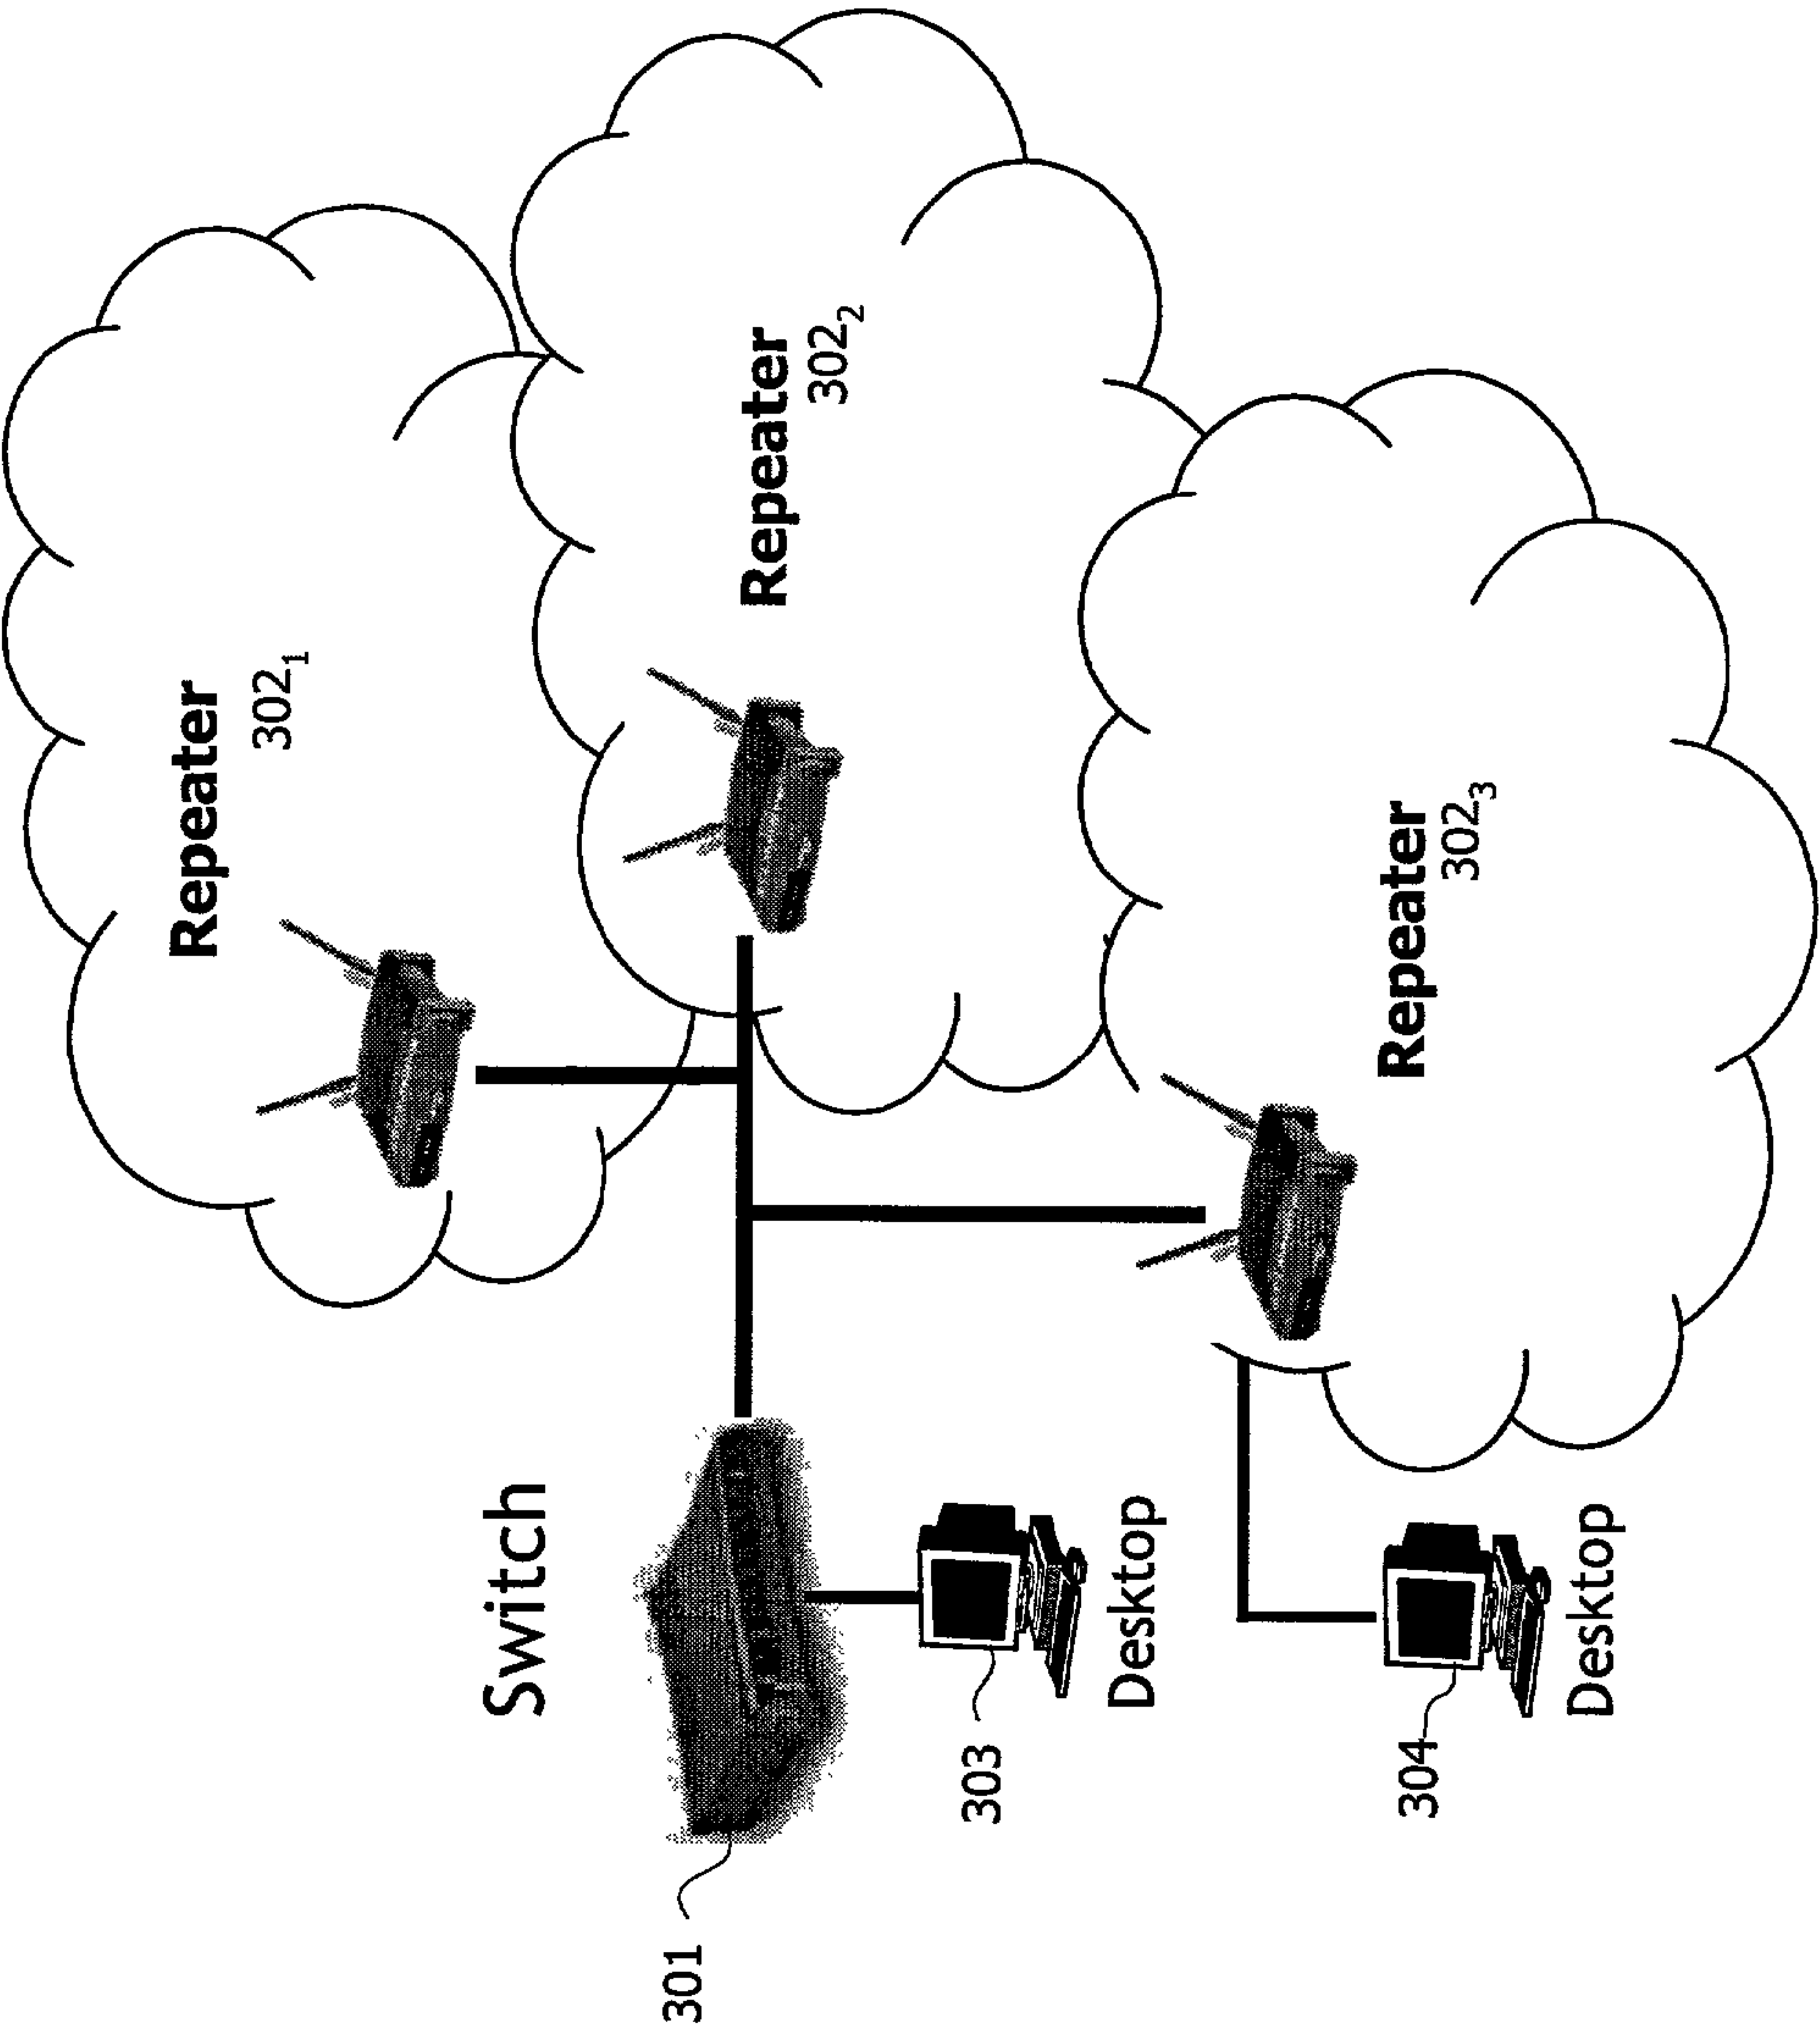 Repeater
302₁
Repeater
302₂
Repeater
302₃
Switch
301
Desktop
303
Desktop
304